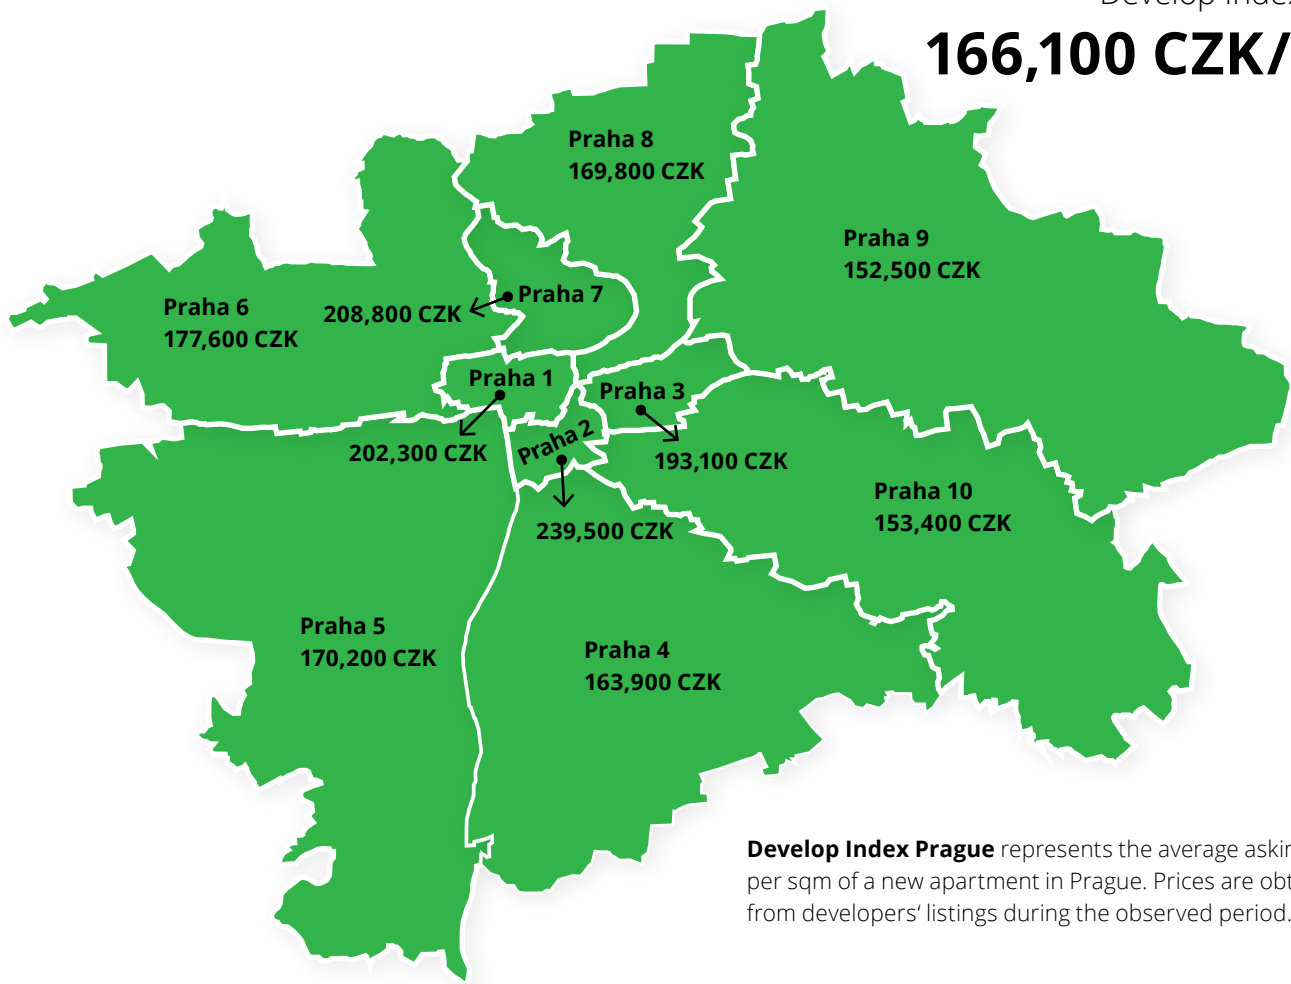 Develop Index
166,100 CZK/
Praha 8
169,800 CZK
Praha 9
152,500 CZK
Praha 6
177,600 CZK
208,800 CZK
Praha 7
Praha 1
202,300 CZK
Praha 3
193,100 CZK
Praha 2
239,500 CZK
Praha 10
153,400 CZK
Praha 5
170,200 CZK
Praha 4
163,900 CZK
Develop Index Prague represents the average
per sqm of a new apartment in Prague. Prices are
from developers‘ listings during the observed period.